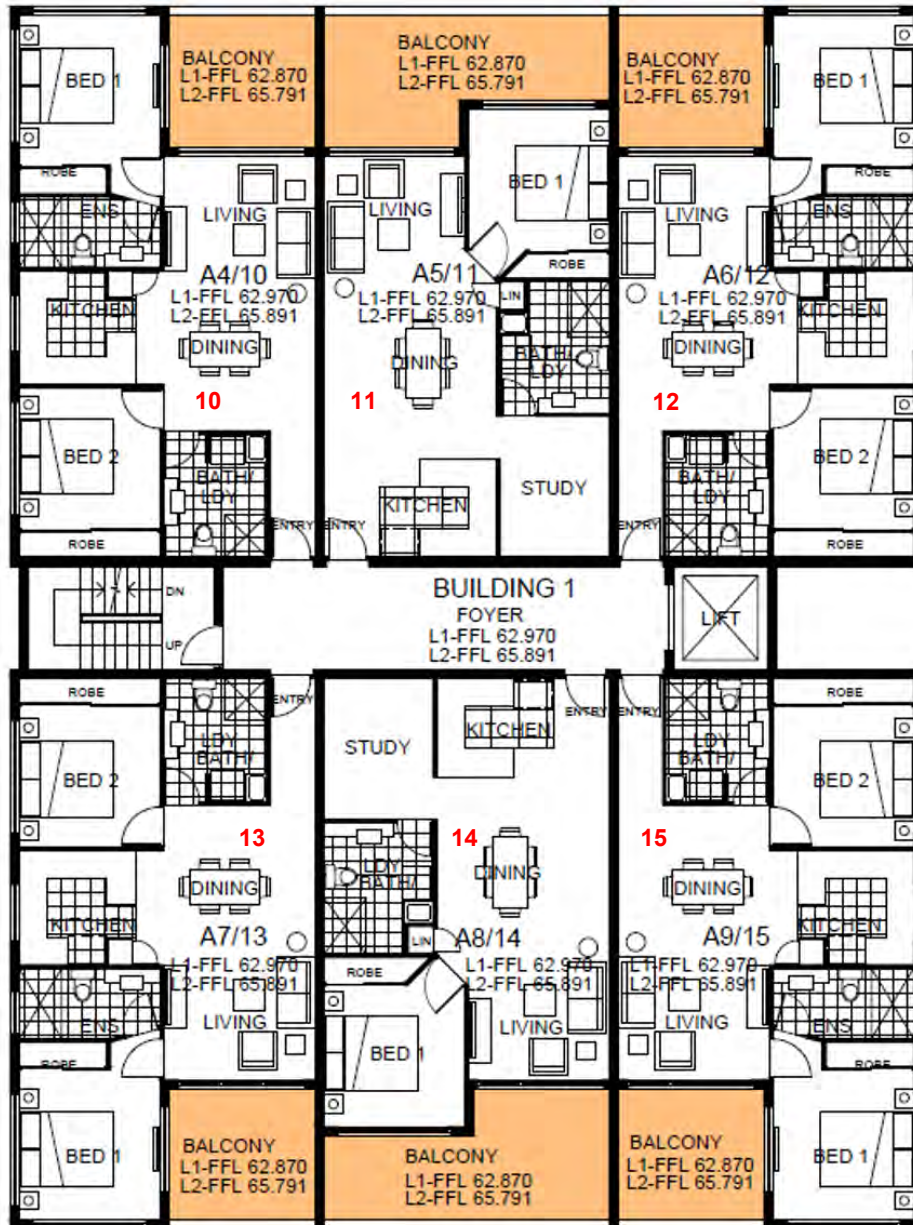 BALCONY
L1-FFL 62.870
L2-FFL 65.791
BALCONY
L1-FFL 62.870
L2-FFL 65.791
BALCONY
L1-FFL 62.870
L2-FFL 65.791
BED 1
BED 1
BED 1
ROBE
ROBE
ROBE
ENS
LIVING
LIVING
LIVING
ENS
A4/10
L1-FFL 62.970
L2-FFL 65.891
A5/11
L1-FFL 62.970
L2-FFL 65.891
A6/12
L1-FFL 62.970
L2-FFL 65.891
LIN
KITCHEN
DINING
DINING
BATH/
LDY
DINING
KITCHEN
10
11
12
BED 2
BATH/
LDY
KITCHEN
STUDY
BATH/
LDY
BED 2
ROBE
ENTRY
ENTRY
ENTRY
ROBE
DN
UP
BUILDING 1
FOYER
L1-FFL 62.970
L2-FFL 65.891
LIFT
ROBE
ENTRY
ENTRY
ENTRY
ROBE
BED 2
LDY
BATH/
STUDY
KITCHEN
LDY
BATH/
BED 2
13
14
15
KITCHEN
DINING
LDY
BATH/
DINING
DINING
KITCHEN
LIN
A7/13
L1-FFL 62.970
L2-FFL 65.891
A8/14
L1-FFL 62.970
L2-FFL 65.891
A9/15
L1-FFL 62.970
L2-FFL 65.891
ENS
LIVING
ROBE
LIVING
LIVING
ENS
ROBE
BED 1
ROBE
BED 1
BALCONY
L1-FFL 62.870
L2-FFL 65.791
BALCONY
L1-FFL 62.870
L2-FFL 65.791
BALCONY
L1-FFL 62.870
L2-FFL 65.791
BED 1